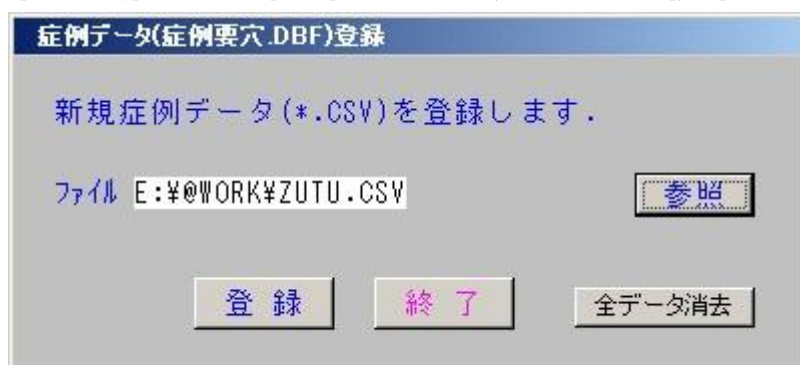 症例データ(症例要穴.DBF)登録
新規症例データ(*.CSV)を登録します.
ﾌｧｲﾙ E:¥@WORK¥ZUTU.CSV 参照
登 録 終 了 全データ消去